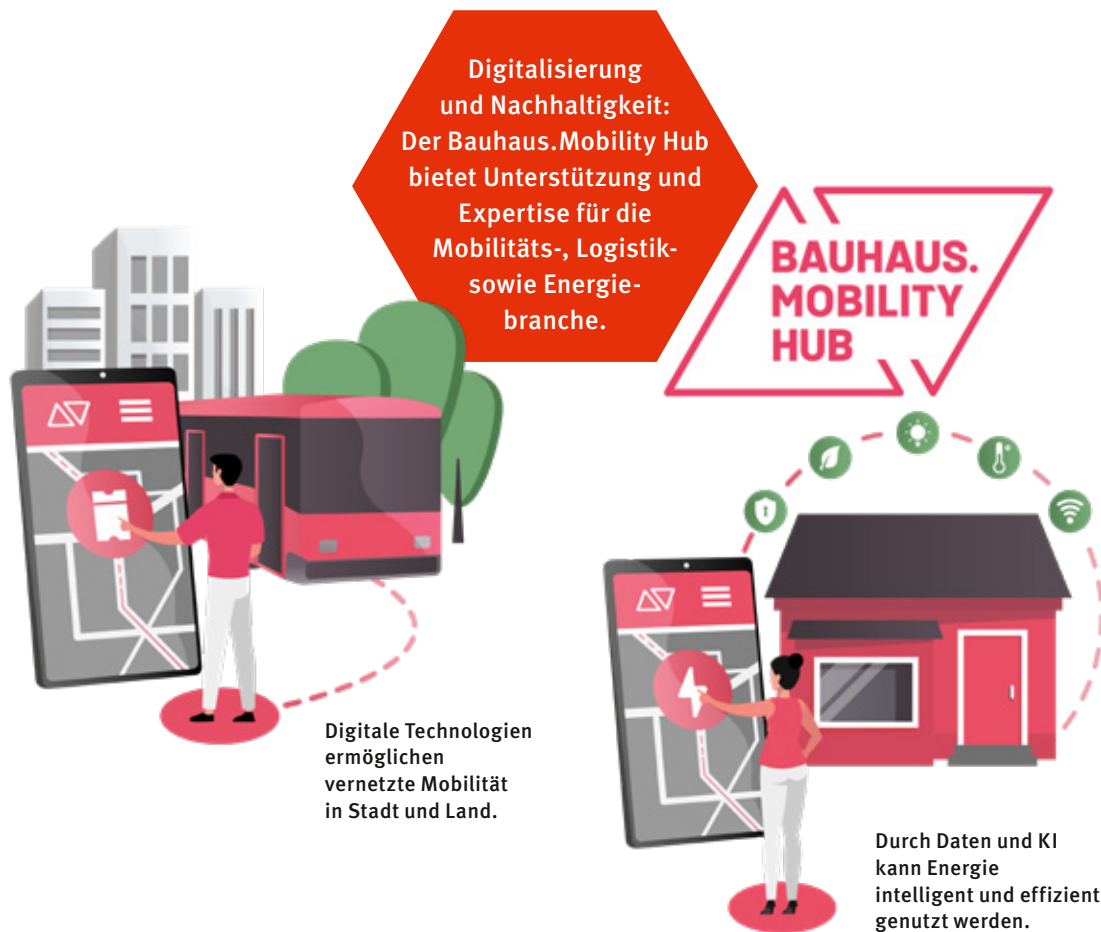 Digitalisierung
und Nachhaltigkeit:
Der Bauhaus.Mobility Hub
bietet Unterstützung und
Expertise für die
Mobilitäts-, Logistik-
sowie Energie-
branche.
BAUHAUS.
MOBILITY
HUB
Digitale Technologien
ermöglichen
vernetzte Mobilität
in Stadt und Land.
Durch Daten und KI
kann Energie
intelligent und effizient
genutzt werden.